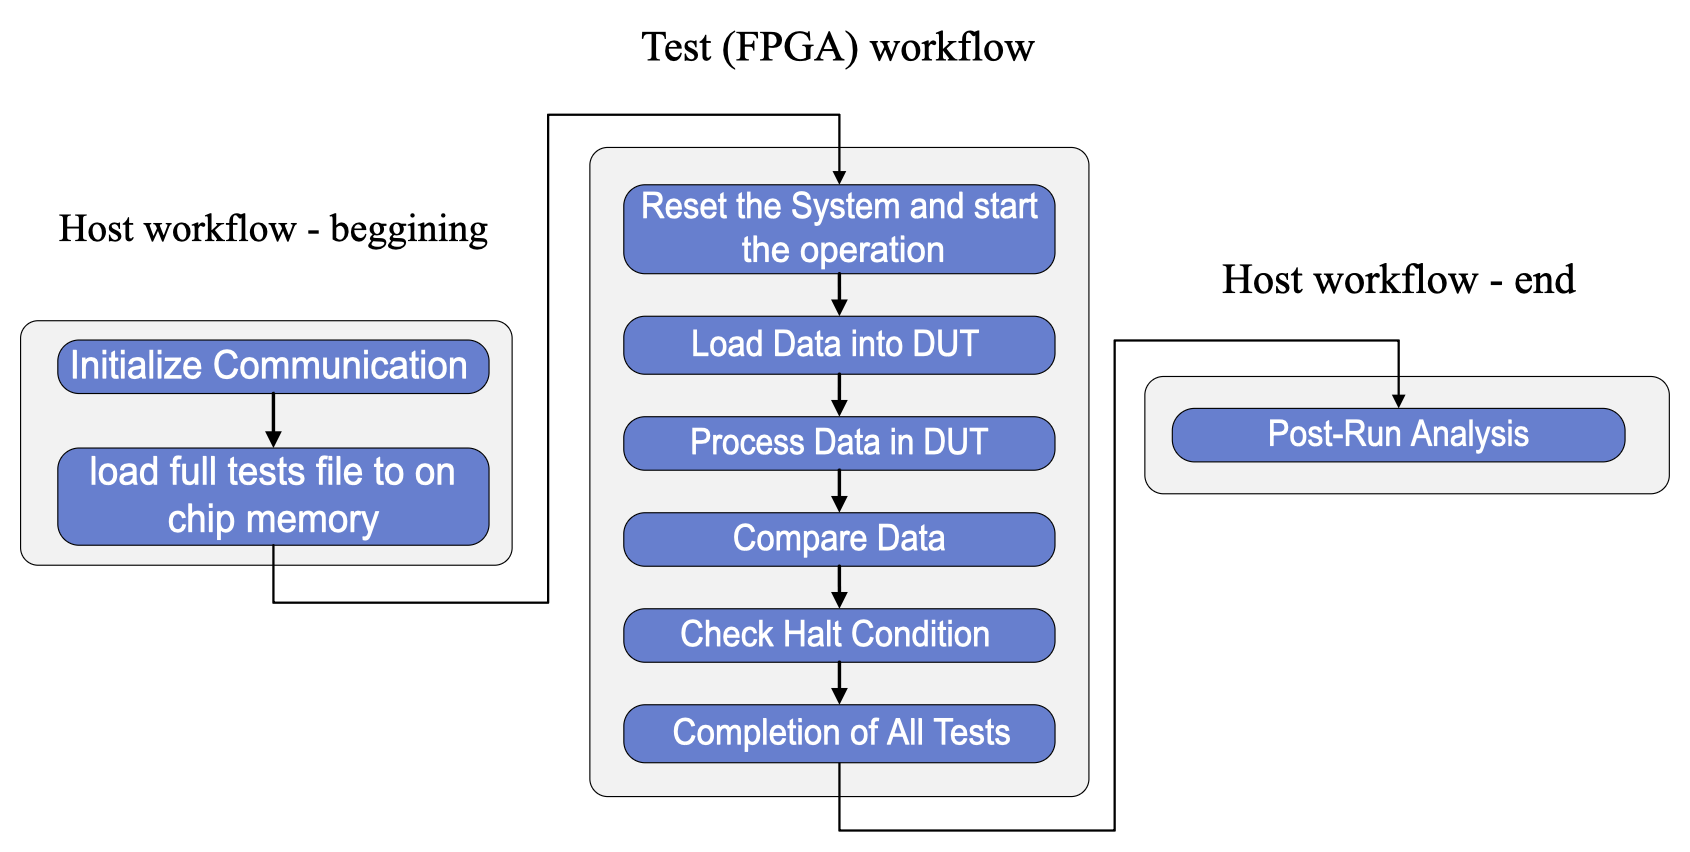 Test (FPGA) workflow
Host workflow - beggining
Initialize Communication
load full tests file to on
chip memory
Reset the System and start
the operation
Load Data into DUT
Process Data in DUT
Compare Data
Check Halt Condition
Completion of All Tests
Host workflow - end
Post-Run Analysis